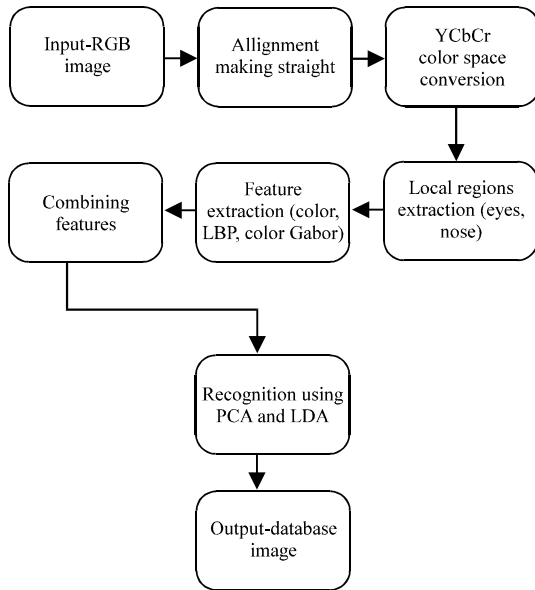 Input-RGB
image
Allignment
making straight
YCbCr
color space
conversion
Local regions
extraction (eyes,
nose)
Feature
extraction (color,
LBP, color Gabor)
Combining
features
Recognition using
PCA and LDA
Output-database
image